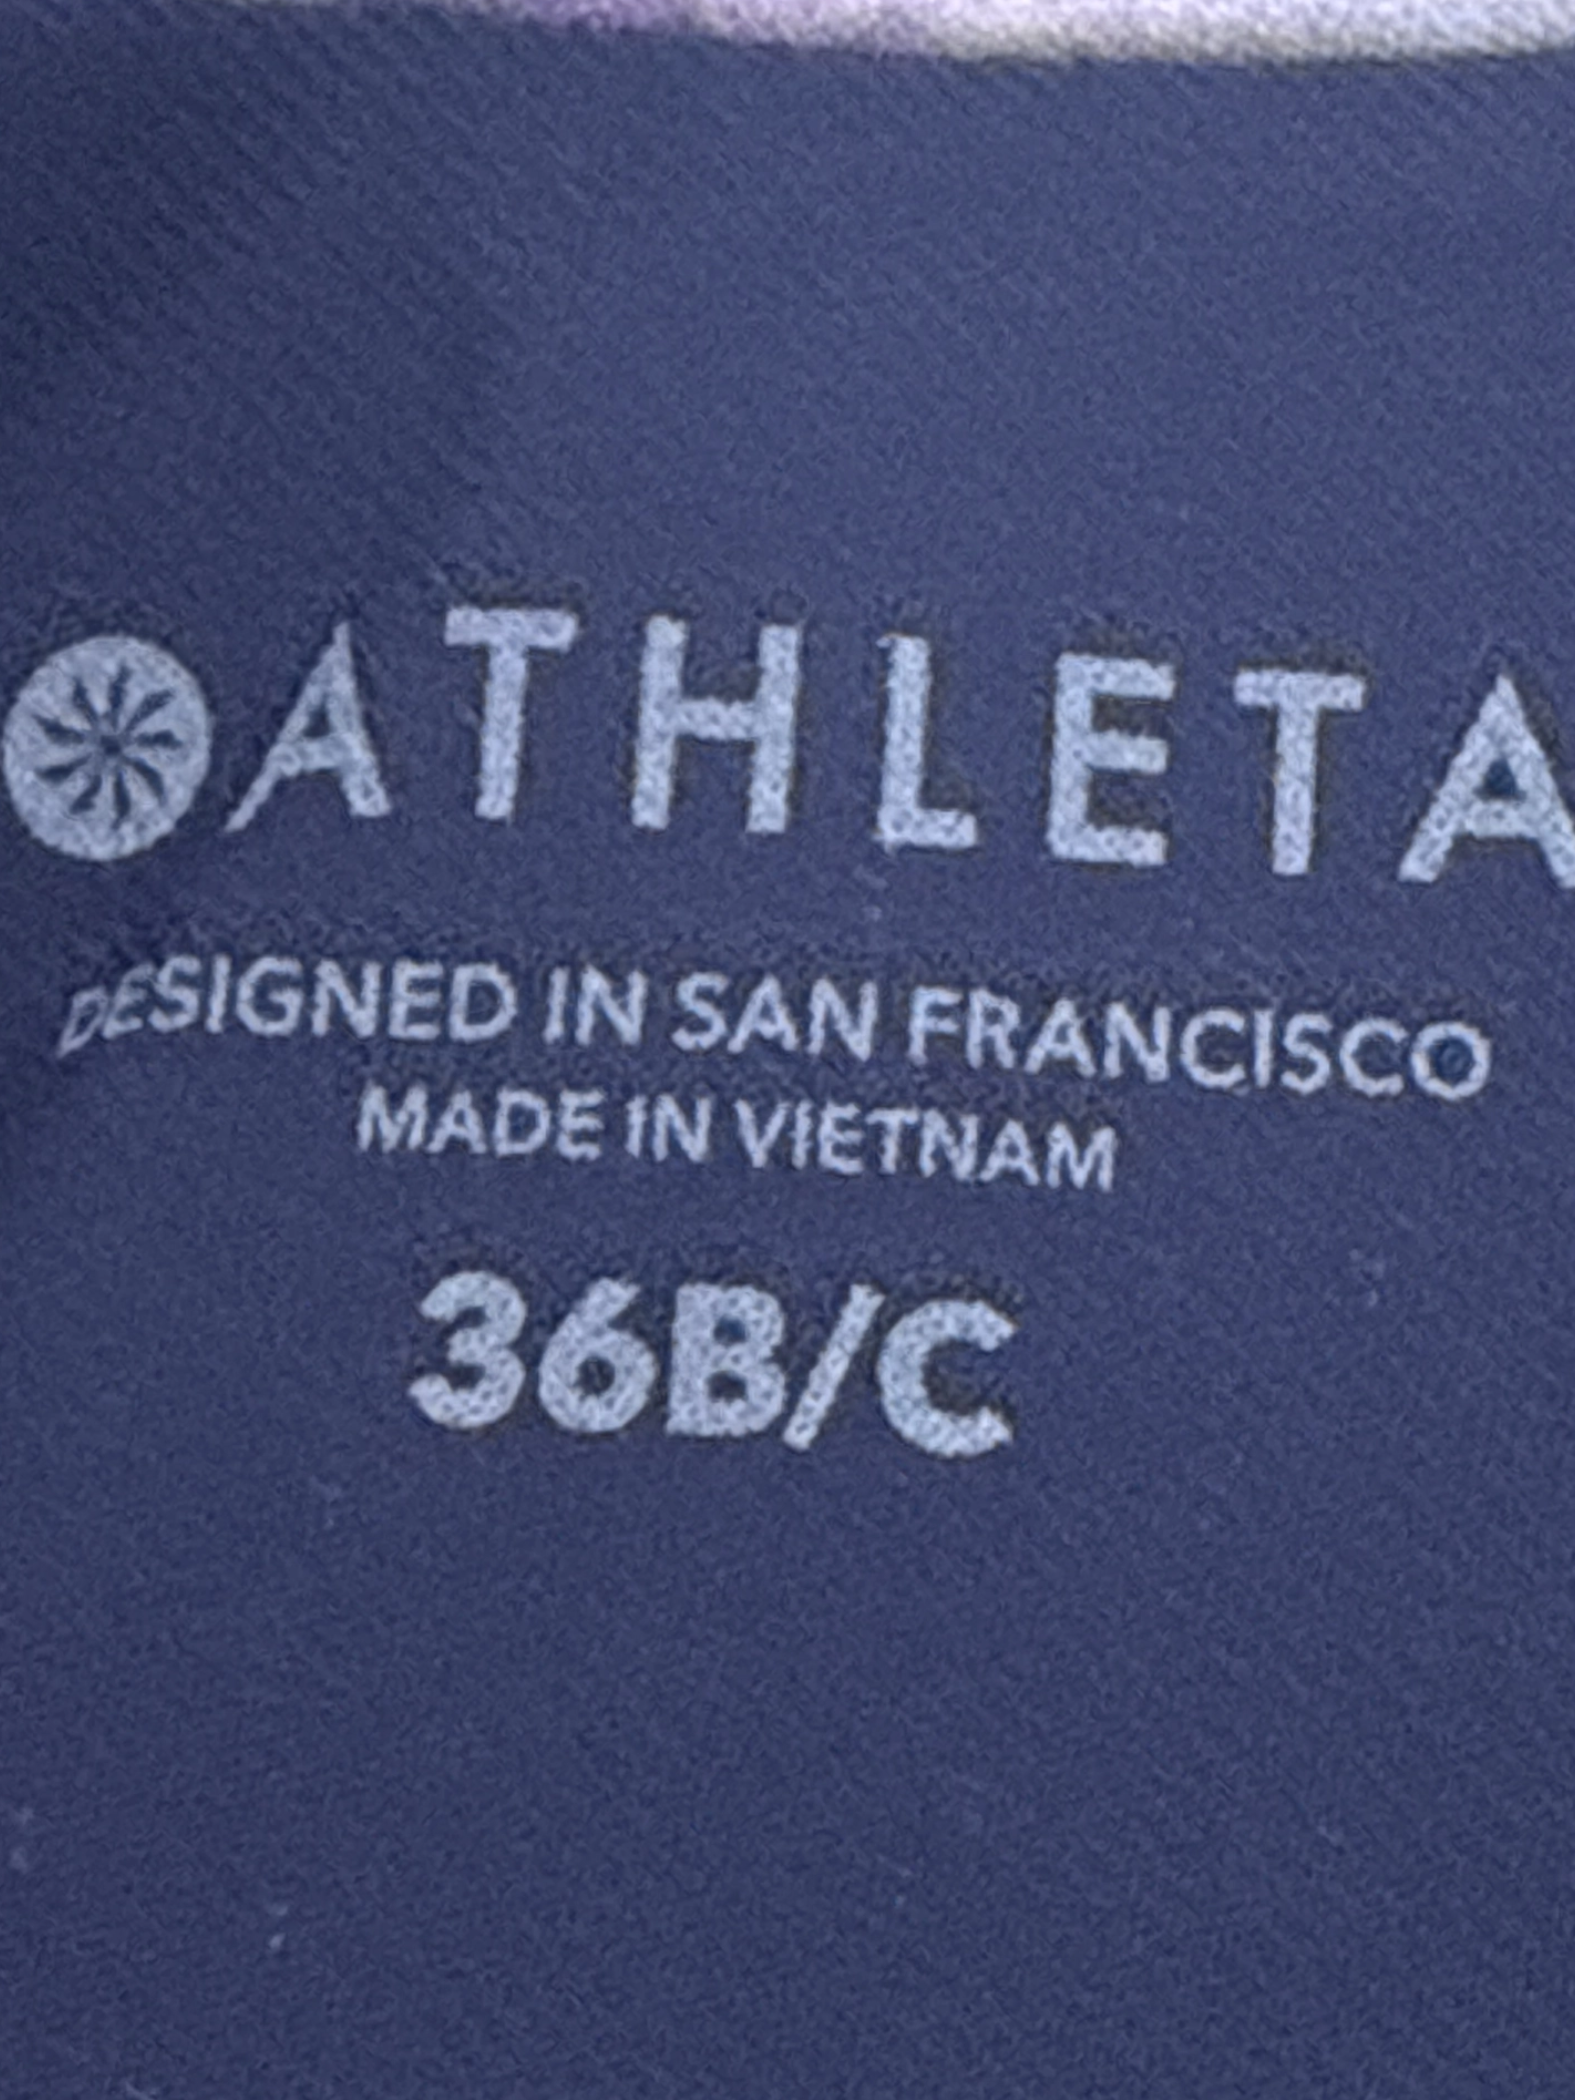 ATHLETA
DESIGNED IN SAN FRANCISCO
MADE IN VIETNAM
36B/C